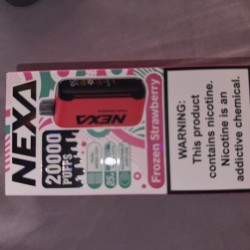 NEXA
20000
PUFFS
NEXA
Frozen Strawberry
WARNING:
This product
contains nicotine.
Nicotine is an
addictive chemical.